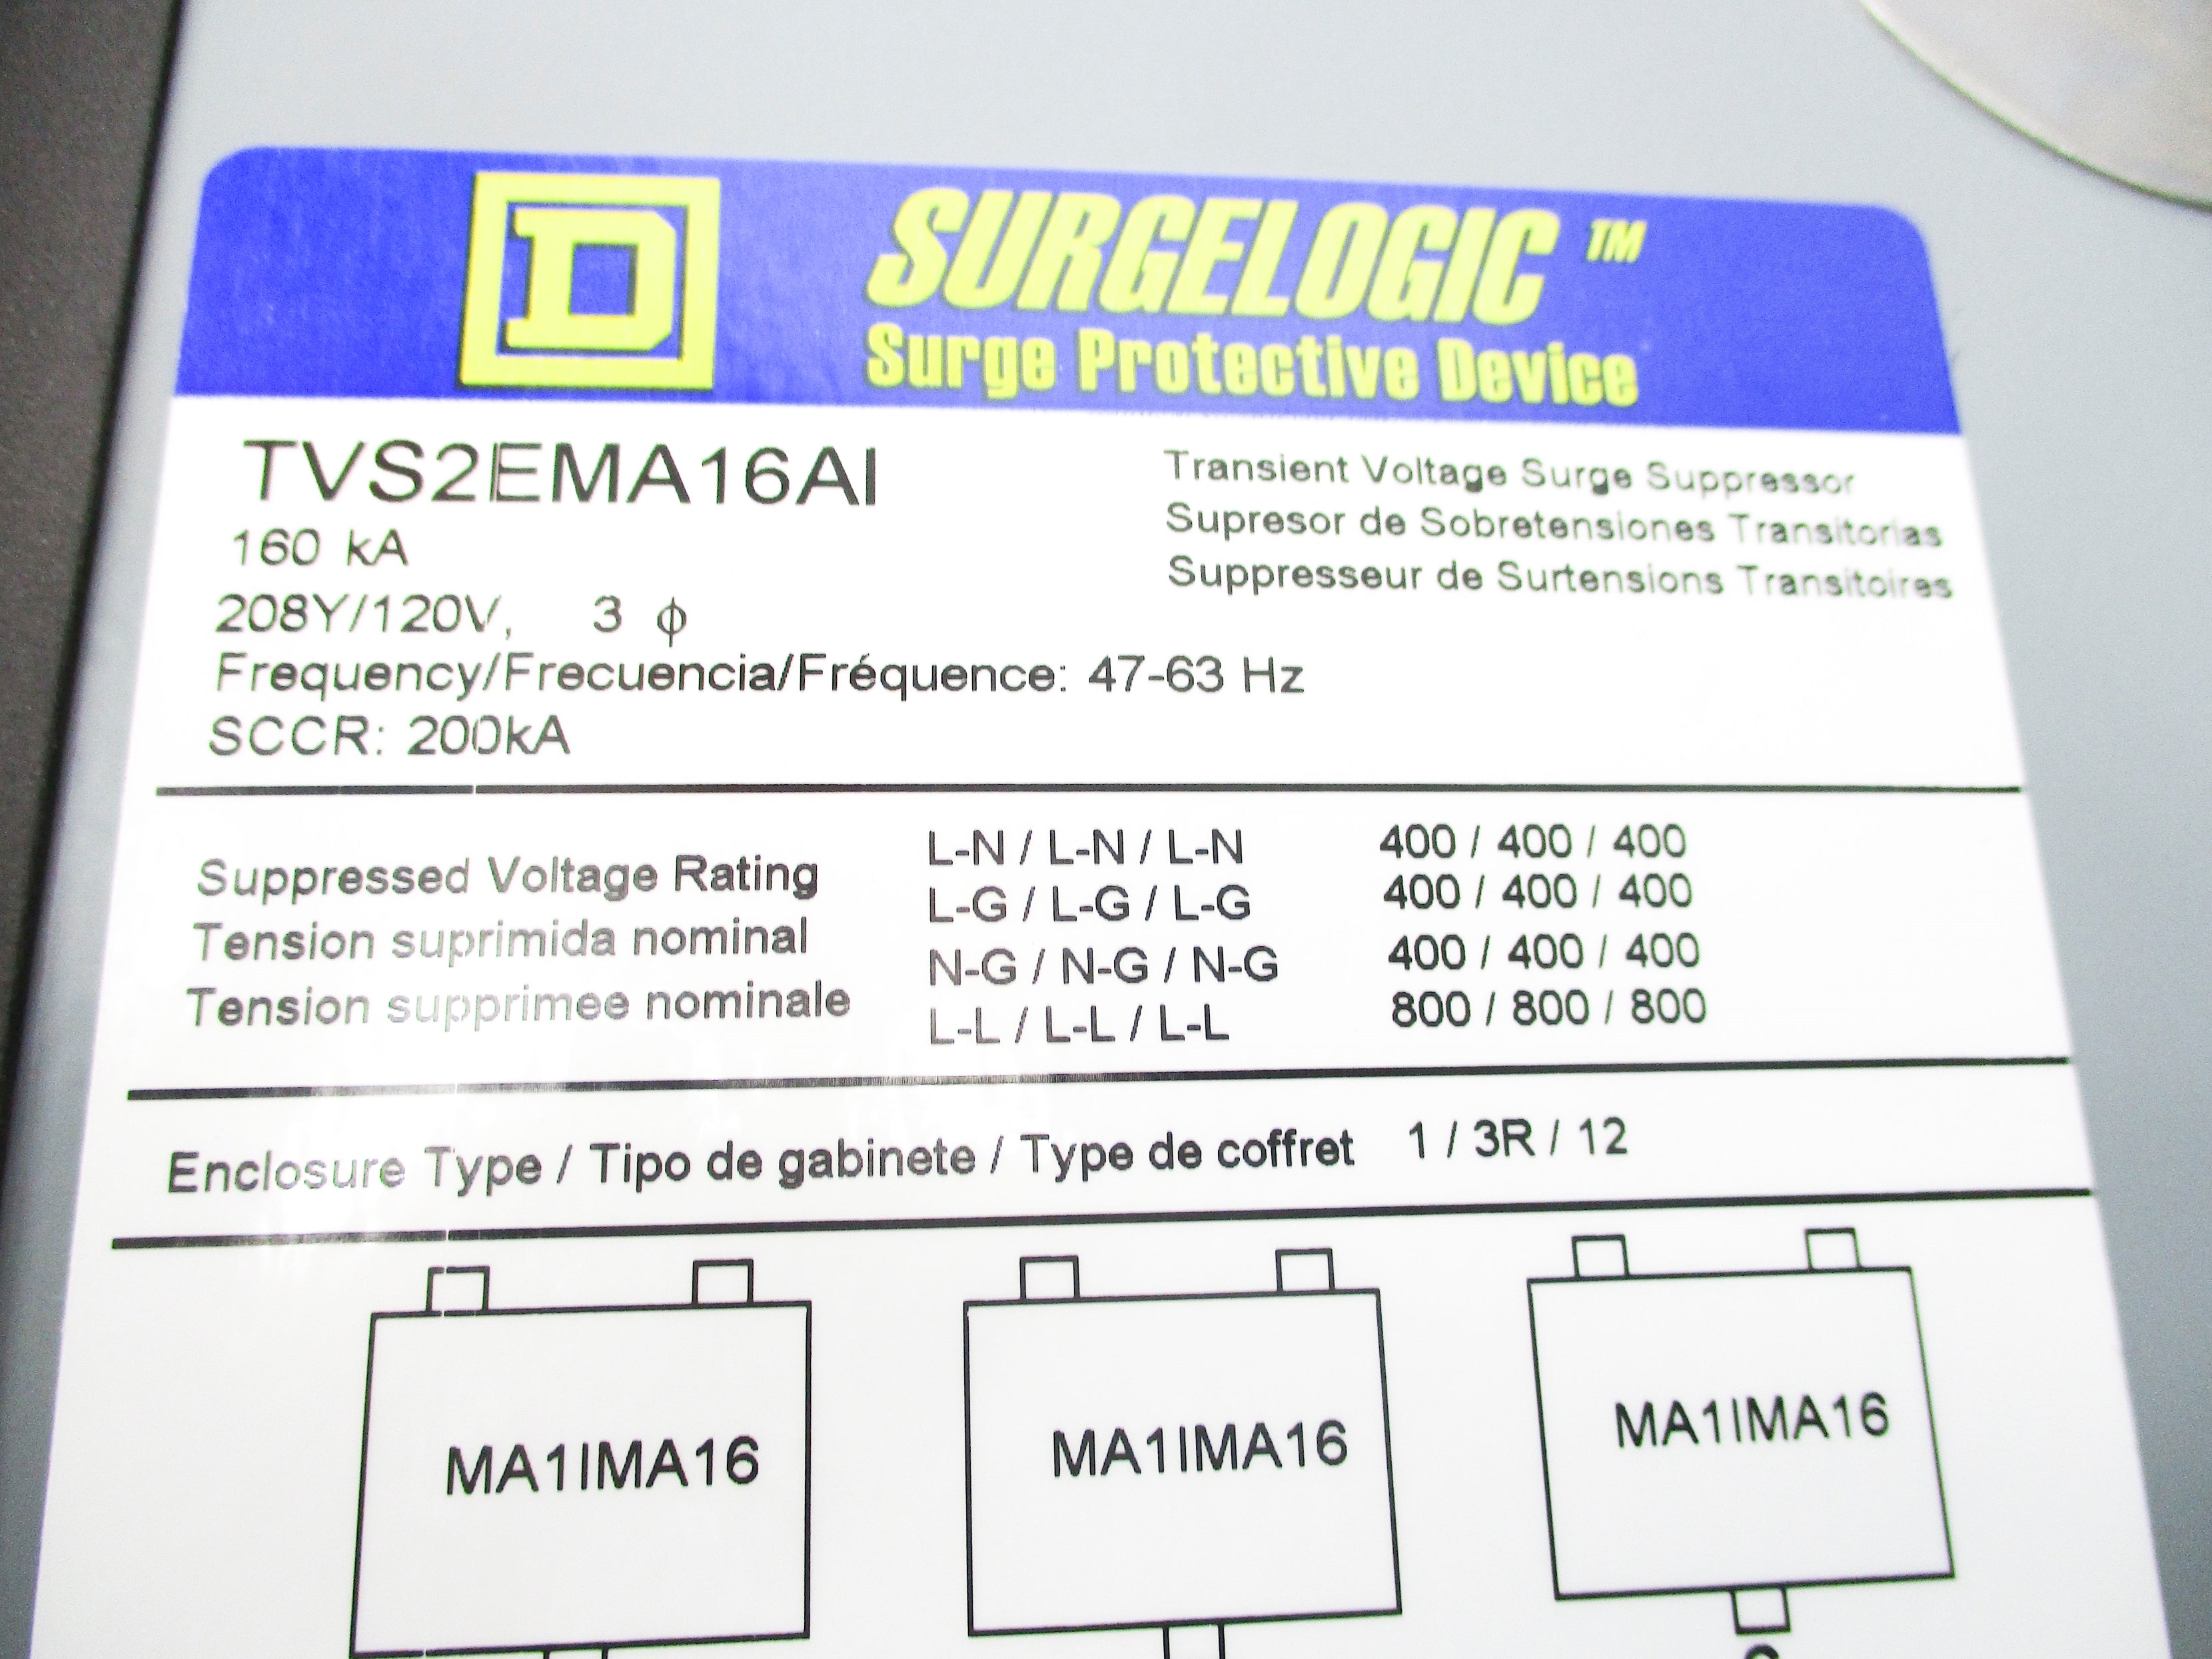 D SURGELOGIC™
Surge Protective Device
TVS2EMA16AI
160 kA
208Y/120V, 3 ϕ
Frequency/Frecuencia/Fréquence: 47-63 Hz
SCCR: 200kA
Transient Voltage Surge Suppressor
Supresor de Sobretensiones Transitorias
Suppresseur de Surtensions Transitoires
Suppressed Voltage Rating
Tension suprimida nominal
Tension supprimee nominale
L-N / L-N / L-N 400 / 400 / 400
L-G / L-G / L-G 400 / 400 / 400
N-G / N-G / N-G 400 / 400 / 400
L-L / L-L / L-L 800 / 800 / 800
Enclosure Type / Tipo de gabinete / Type de coffret 1 / 3R / 12
MA1IMA16 MA1IMA16 MA1IMA16